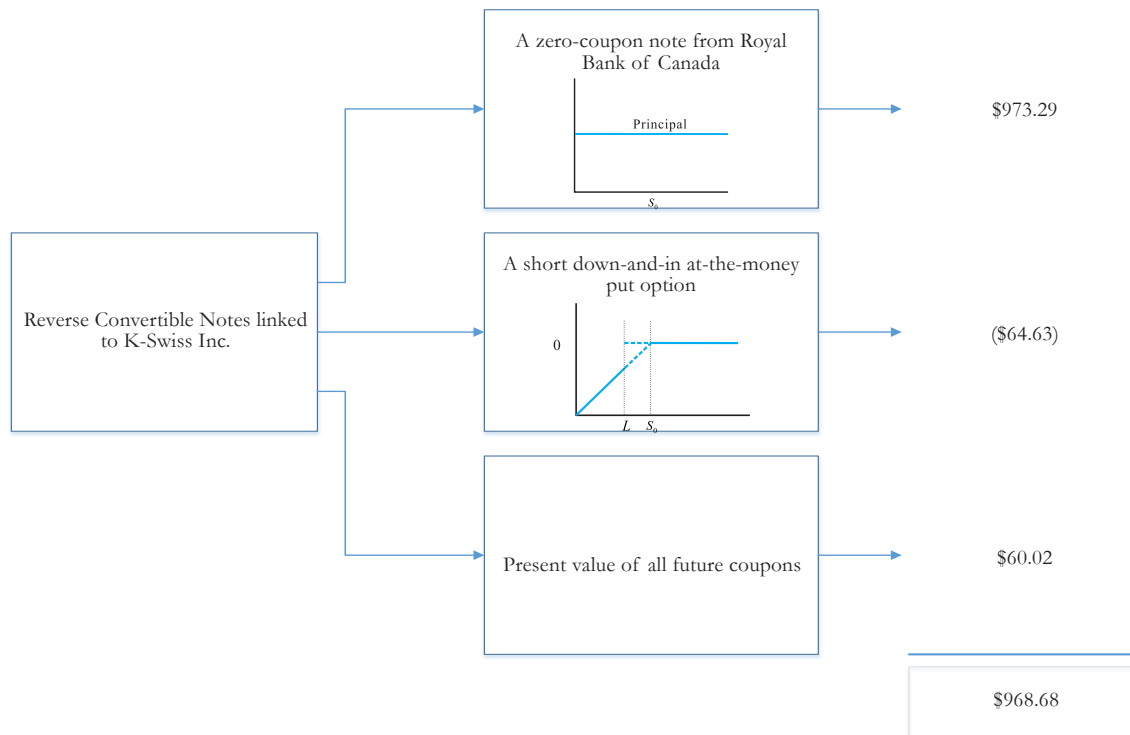 A zero-coupon note from Royal
Bank of Canada
Principal
S₀
$973.29
Reverse Convertible Notes linked
to K-Swiss Inc.
A short down-and-in at-the-money
put option
0
L S₀
($64.63)
Present value of all future coupons
$60.02
$968.68